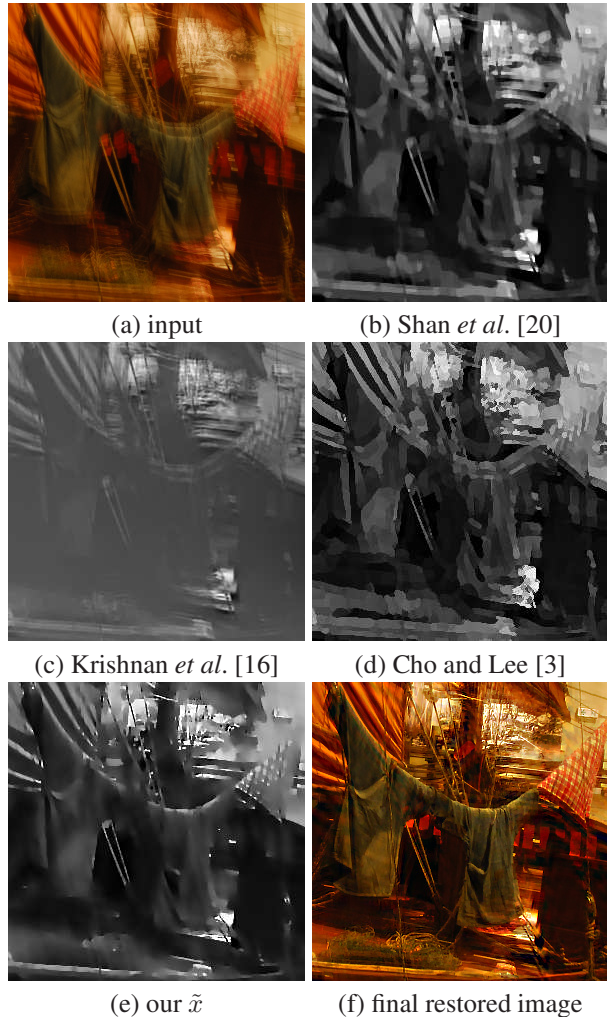 (a) input
(b) Shan et al. [20]
(c) Krishnan et al. [16]
(d) Cho and Lee [3]
(e) our x̃
(f) final restored image